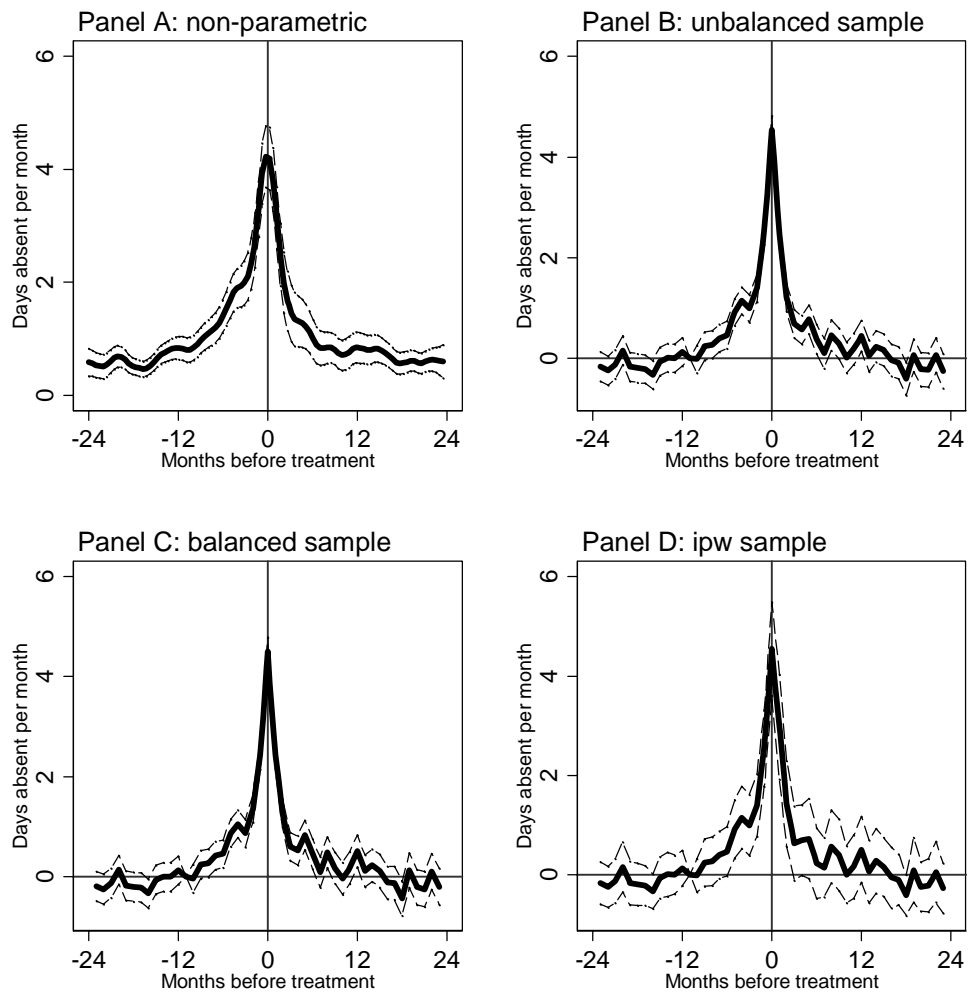 Panel A: non-parametric
Days absent per month
6
4
2
0
-24 -12 0 12 24
Months before treatment
Panel B: unbalanced sample
Days absent per month
6
4
2
0
-24 -12 0 12 24
Months before treatment
Panel C: balanced sample
Days absent per month
6
4
2
0
-24 -12 0 12 24
Months before treatment
Panel D: ipw sample
Days absent per month
6
4
2
0
-24 -12 0 12 24
Months before treatment